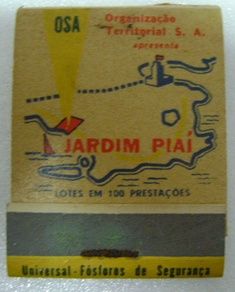 OSA
Organização
Territorial S. A.
apresenta
JARDIM PIAÍ
LOTES EM 100 PRESTAÇÕES
Universal-Fósforos de Segurança